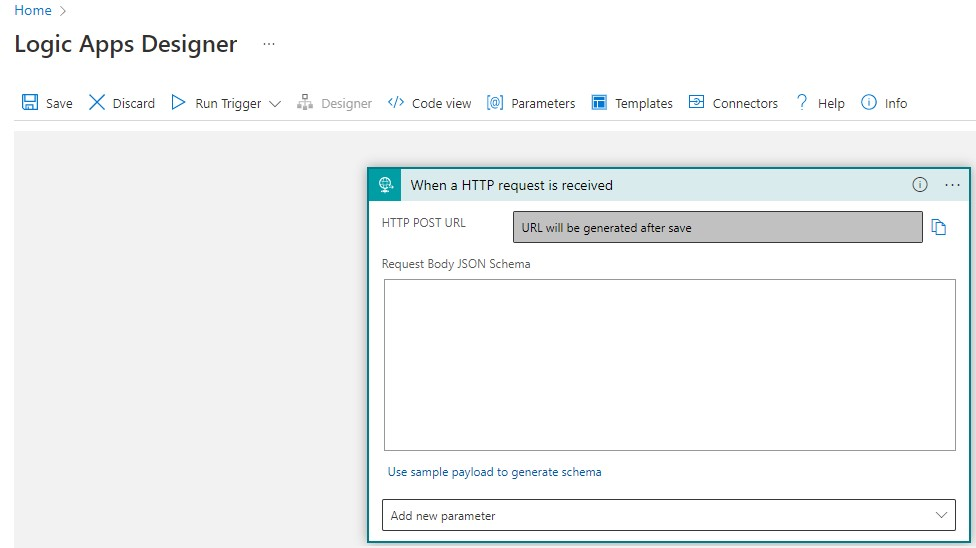 Home
Logic Apps Designer ...
Save Discard Run Trigger Designer Code view Parameters Templates Connectors Help Info
When a HTTP request is received
HTTP POST URL URL will be generated after save
Request Body JSON Schema
Use sample payload to generate schema
Add new parameter